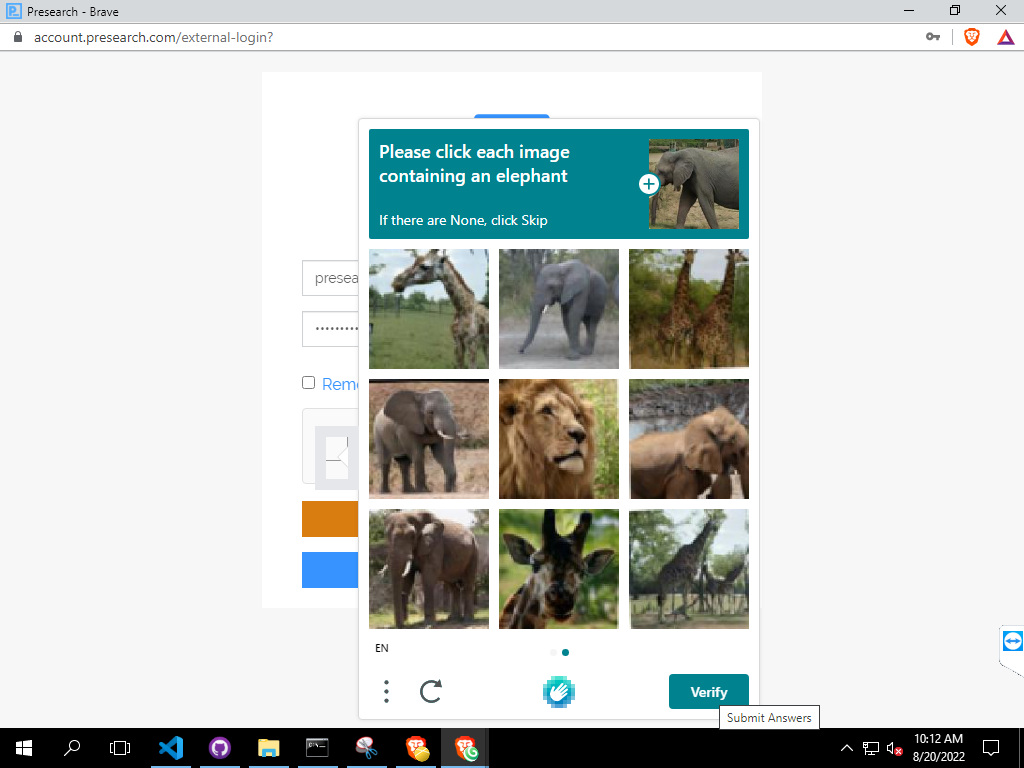 Presearch - Brave
account.presearch.com/external-login?
Please click each image
containing an elephant
If there are None, click Skip
presea
Reme
EN
Verify
Submit Answers
10:12 AM
8/20/2022